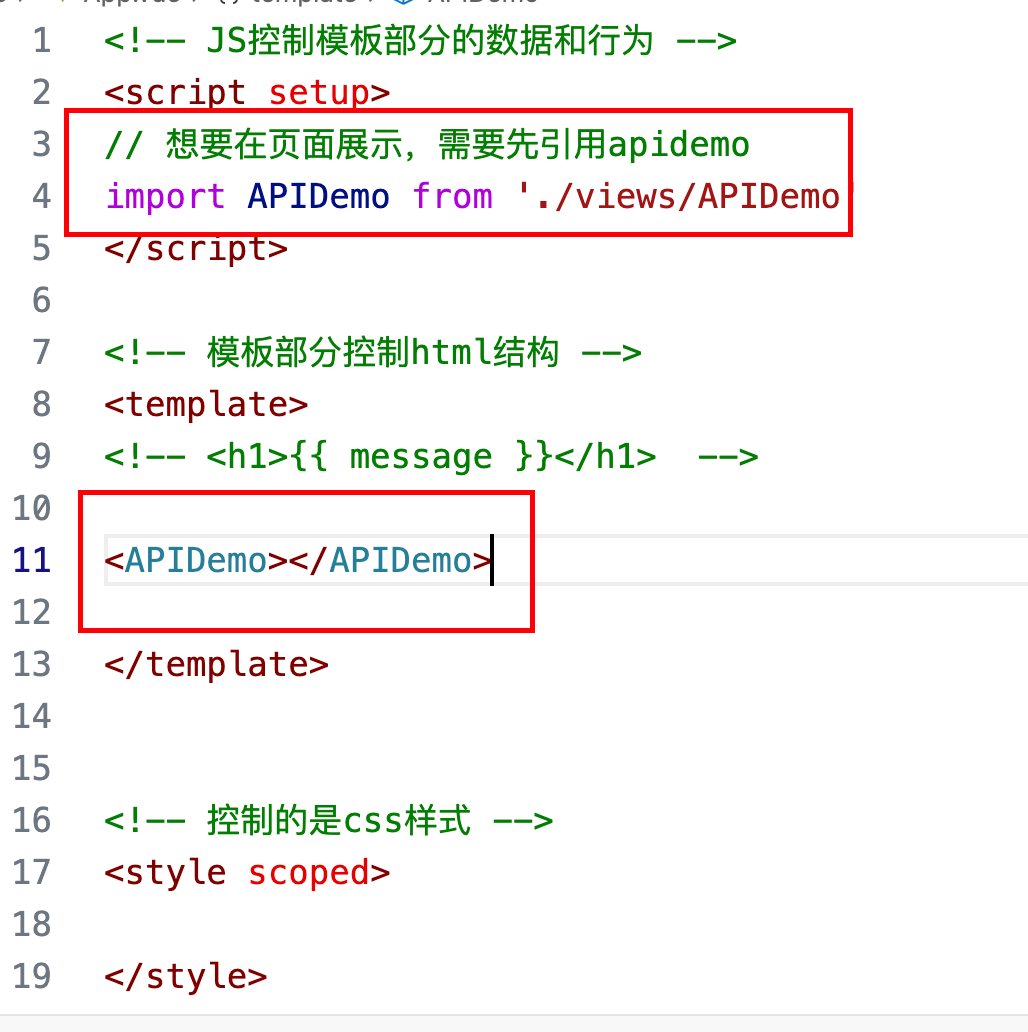 1 <!-- JS控制模板部分的数据和行为 -->
2 <script setup>
3 // 想要在页面展示，需要先引用apidemo
4 import APIDemo from './views/APIDemo
5 </script>
6
7 <!-- 模板部分控制html结构 -->
8 <template>
9 <!-- <h1>{{ message }}</h1>  -->
10
11 <APIDemo></APIDemo>
12
13 </template>
14
15
16 <!-- 控制的是css样式 -->
17 <style scoped>
18
19 </style>